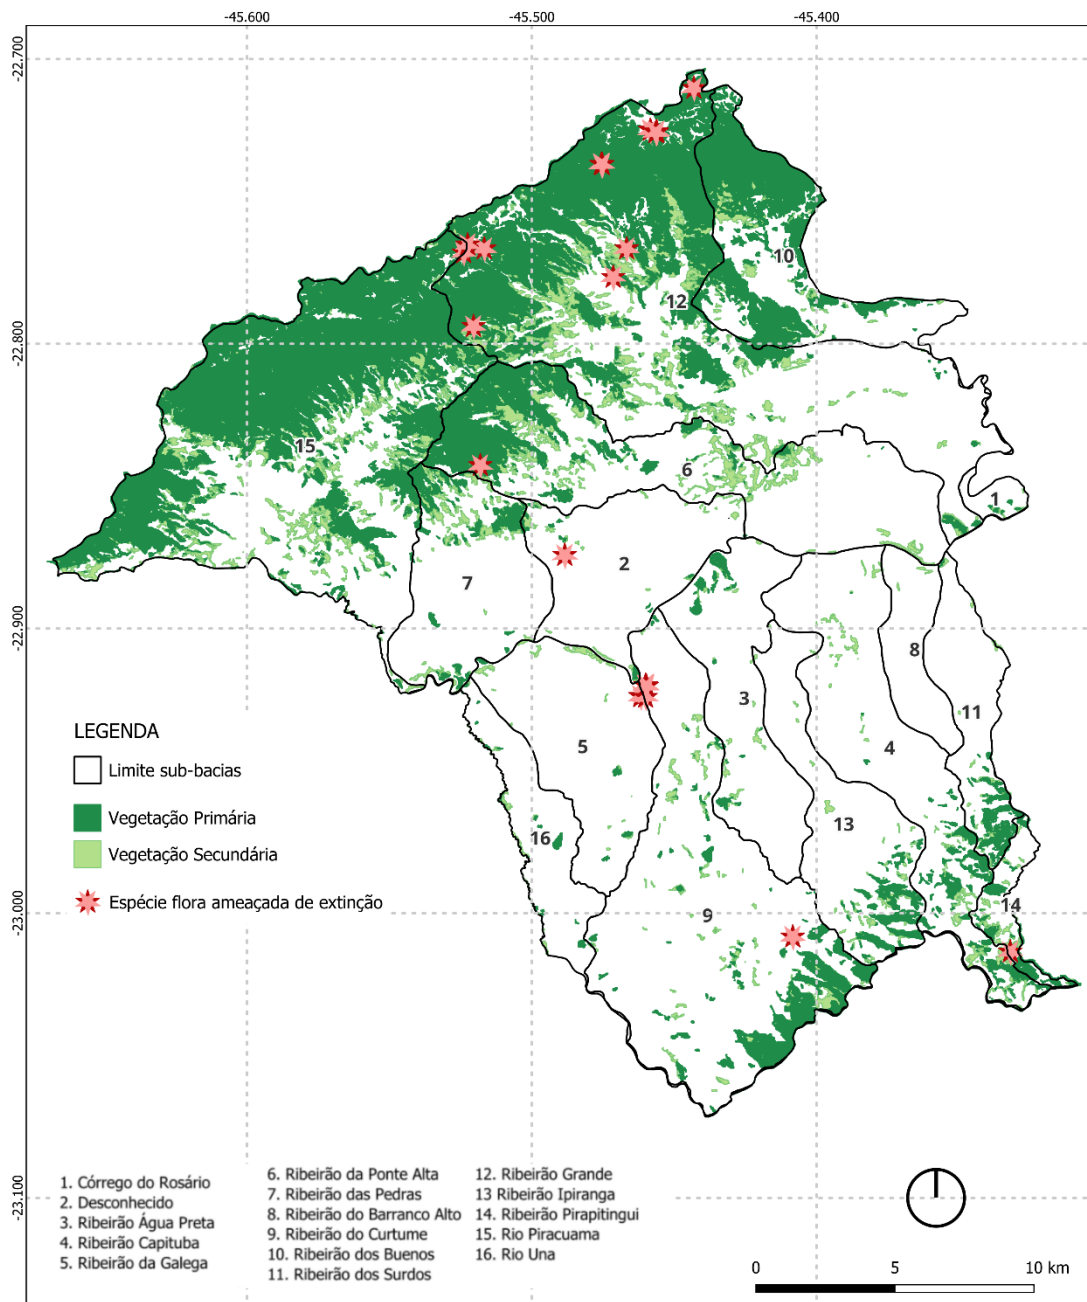 -45.600
-45.500
-45.400
-22.700
10
12
-22.800
15
6
1
2
7
-22.900
8
3
11
5
4
LEGENDA
Limite sub-bacias
Vegetação Primária
16
13
Vegetação Secundária
Espécie flora ameaçada de extinção
-23.000
9
14
-23.100
1. Córrego do Rosário
2. Desconhecido
3. Ribeirão Água Preta
4. Ribeirão Capituba
5. Ribeirão da Galega
6. Ribeirão da Ponte Alta
7. Ribeirão das Pedras
8. Ribeirão do Barranco Alto
9. Ribeirão do Curtume
10. Ribeirão dos Buenos
11. Ribeirão dos Surdos
12. Ribeirão Grande
13 Ribeirão Ipiranga
14. Ribeirão Pirapitingui
15. Rio Piracuama
16. Rio Una
0 5 10 km